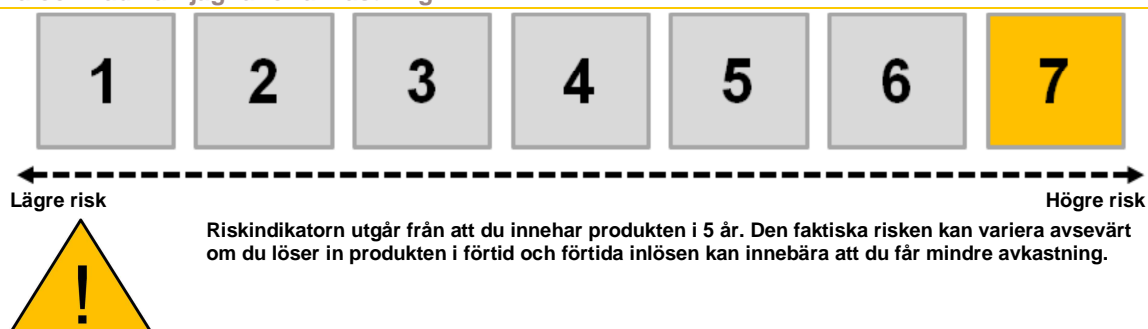 1 2 3 4 5 6 7
Lägre risk Högre risk
!
Riskindikatorn utgår från att du innehar produkten i 5 år. Den faktiska risken kan variera avsevärt
om du löser in produkten i förtid och förtida inlösen kan innebära att du får mindre avkastning.